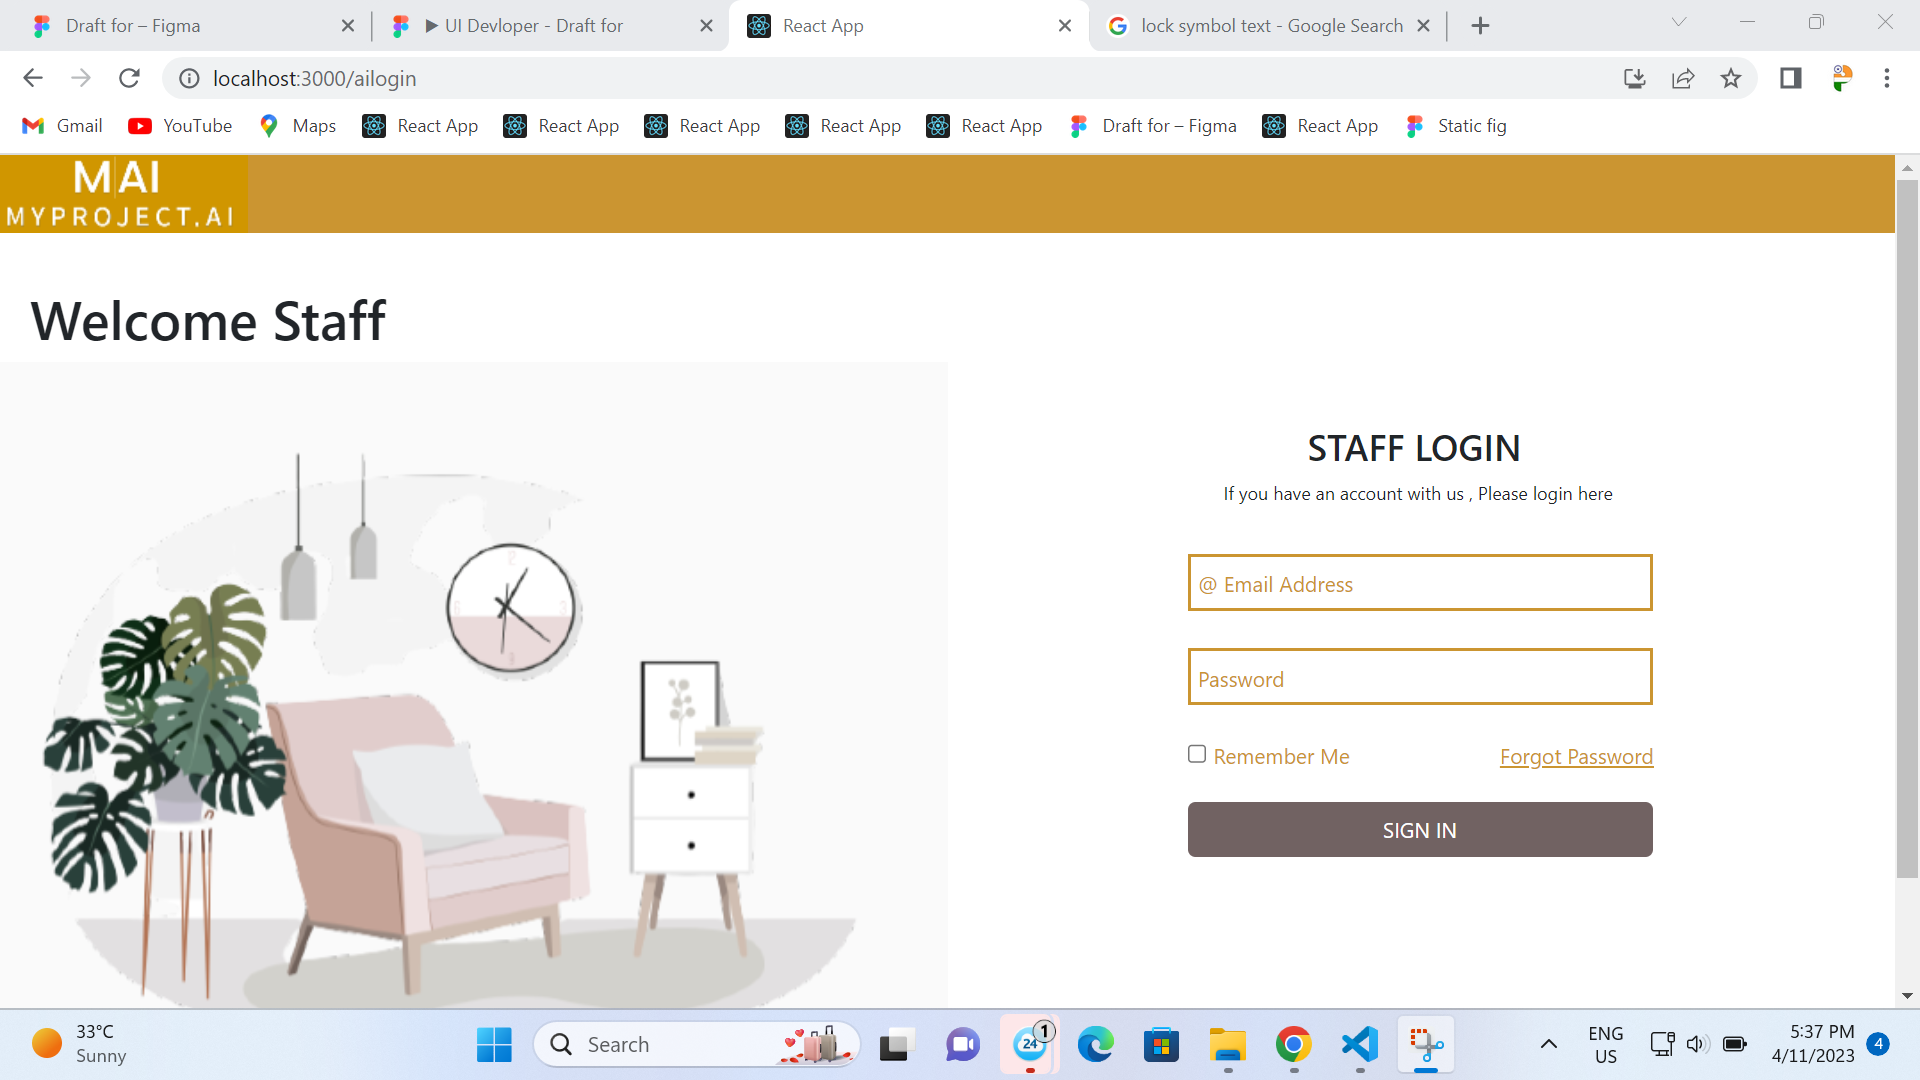 Draft for – Figma
▶ UI Devloper - Draft for
React App
lock symbol text - Google Search
localhost:3000/ailogin
Gmail
YouTube
Maps
React App
React App
React App
React App
React App
Draft for – Figma
React App
Static fig
MAI
MYPROJECT.AI
Welcome Staff
STAFF LOGIN
If you have an account with us , Please login here
@ Email Address
Password
Remember Me
Forgot Password
SIGN IN
33°C
Sunny
Search
24
1
ENG
US
5:37 PM
4/11/2023
4